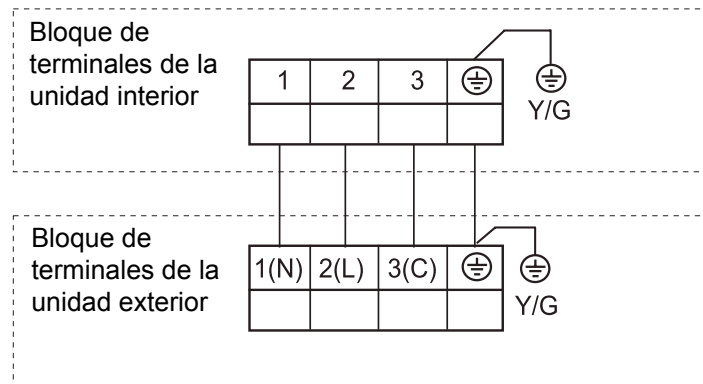 Bloque de
terminales de la
unidad interior
1 2 3
Y/G
Bloque de
terminales de la
unidad exterior
1(N) 2(L) 3(C)
Y/G